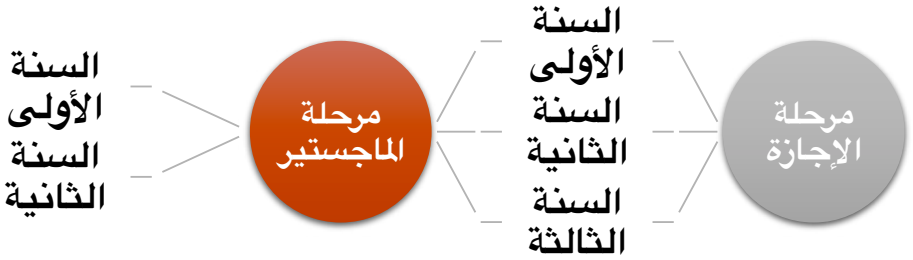 مرحلة
الإجازة
السنة
الأولى
السنة
الثانية
السنة
الثالثة
مرحلة
الماجستير
السنة
الأولى
السنة
الثانية